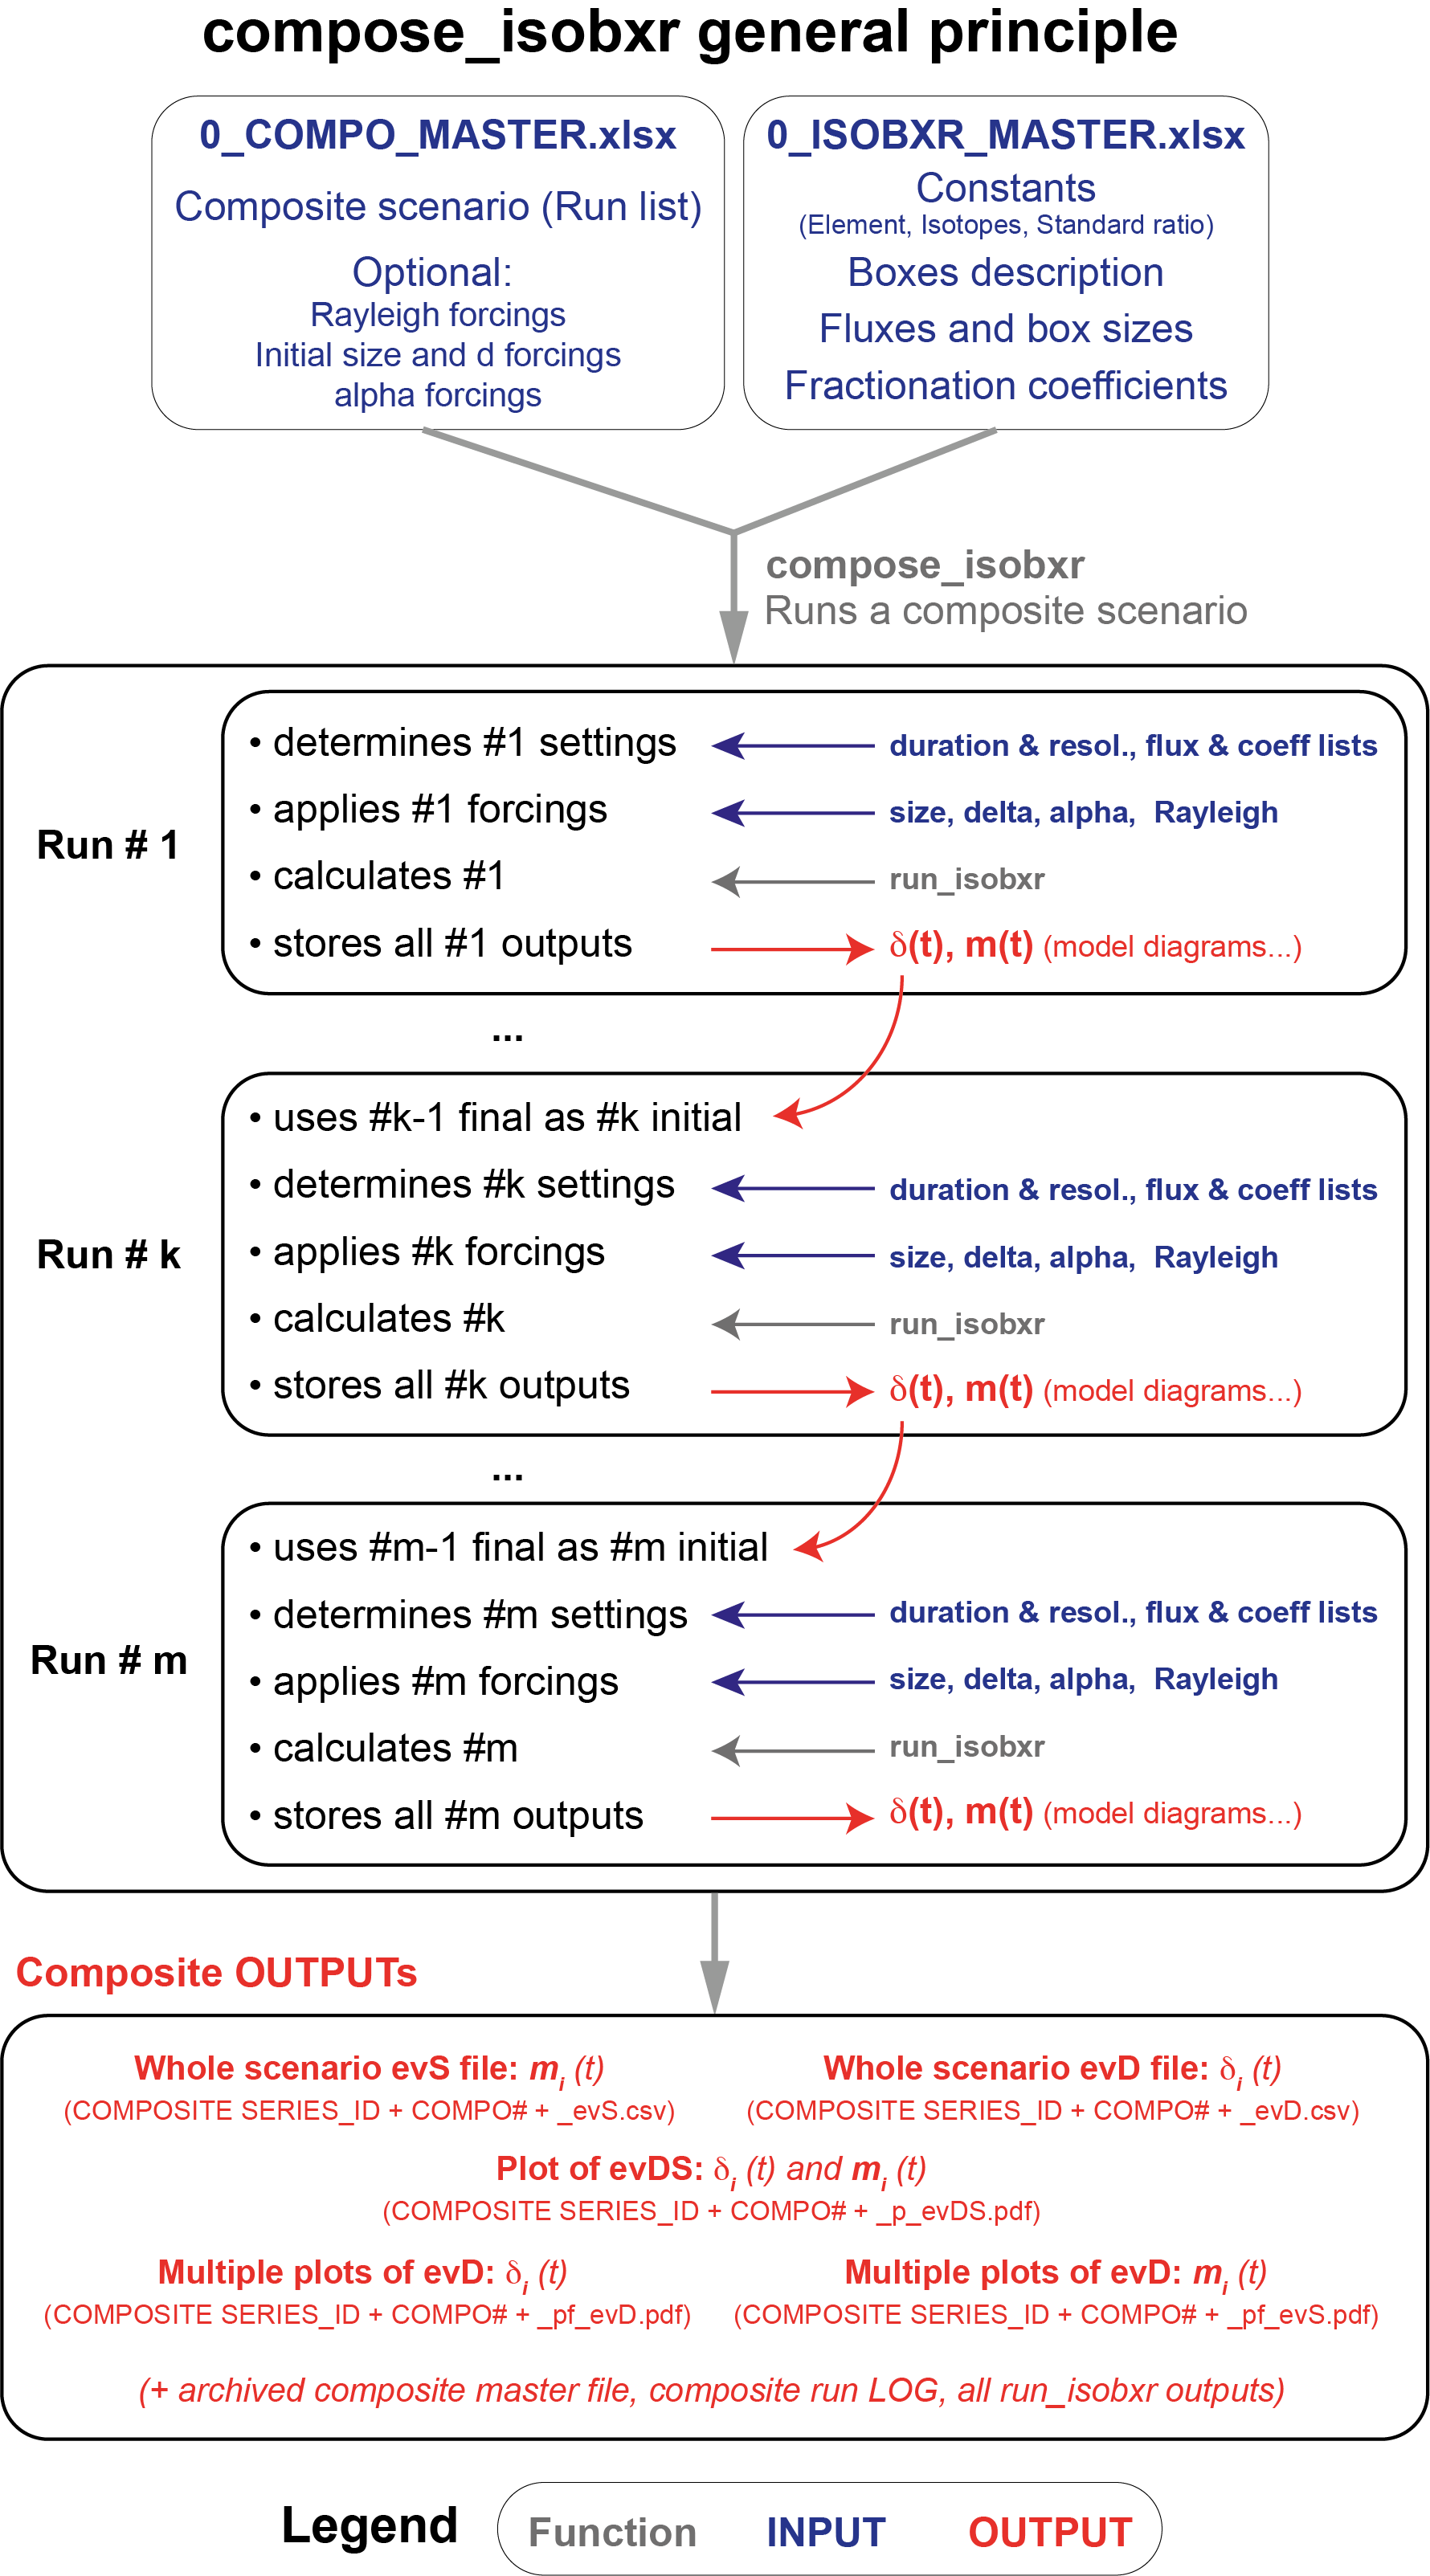 compose_isobxr general principle
0_COMPO_MASTER.xlsx
Composite scenario (Run list)
Optional:
Rayleigh forcings
Initial size and d forcings
alpha forcings
0_ISOBXR_MASTER.xlsx
Constants
(Element, Isotopes, Standard ratio)
Boxes description
Fluxes and box sizes
Fractionation coefficients
compose_isobxr
Runs a composite scenario
Run # 1
• determines #1 settings
duration & resol., flux & coeff lists
• applies #1 forcings
size, delta, alpha, Rayleigh
• calculates #1
run_isobxr
• stores all #1 outputs
δ(t), m(t) (model diagrams...)
...
Run # k
• uses #k-1 final as #k initial
• determines #k settings
duration & resol., flux & coeff lists
• applies #k forcings
size, delta, alpha, Rayleigh
• calculates #k
run_isobxr
• stores all #k outputs
δ(t), m(t) (model diagrams...)
...
Run # m
• uses #m-1 final as #m initial
• determines #m settings
duration & resol., flux & coeff lists
• applies #m forcings
size, delta, alpha, Rayleigh
• calculates #m
run_isobxr
• stores all #m outputs
δ(t), m(t) (model diagrams...)
Composite OUTPUTs
Whole scenario evS file: mi (t)
(COMPOSITE SERIES_ID + COMPO# + _evS.csv)
Whole scenario evD file: δi (t)
(COMPOSITE SERIES_ID + COMPO# + _evD.csv)
Plot of evDS: δi (t) and mi (t)
(COMPOSITE SERIES_ID + COMPO# + _p_evDS.pdf)
Multiple plots of evD: δi (t)
(COMPOSITE SERIES_ID + COMPO# + _pf_evD.pdf)
Multiple plots of evD: mi (t)
(COMPOSITE SERIES_ID + COMPO# + _pf_evS.pdf)
(+ archived composite master file, composite run LOG, all run_isobxr outputs)
Legend
Function
INPUT
OUTPUT